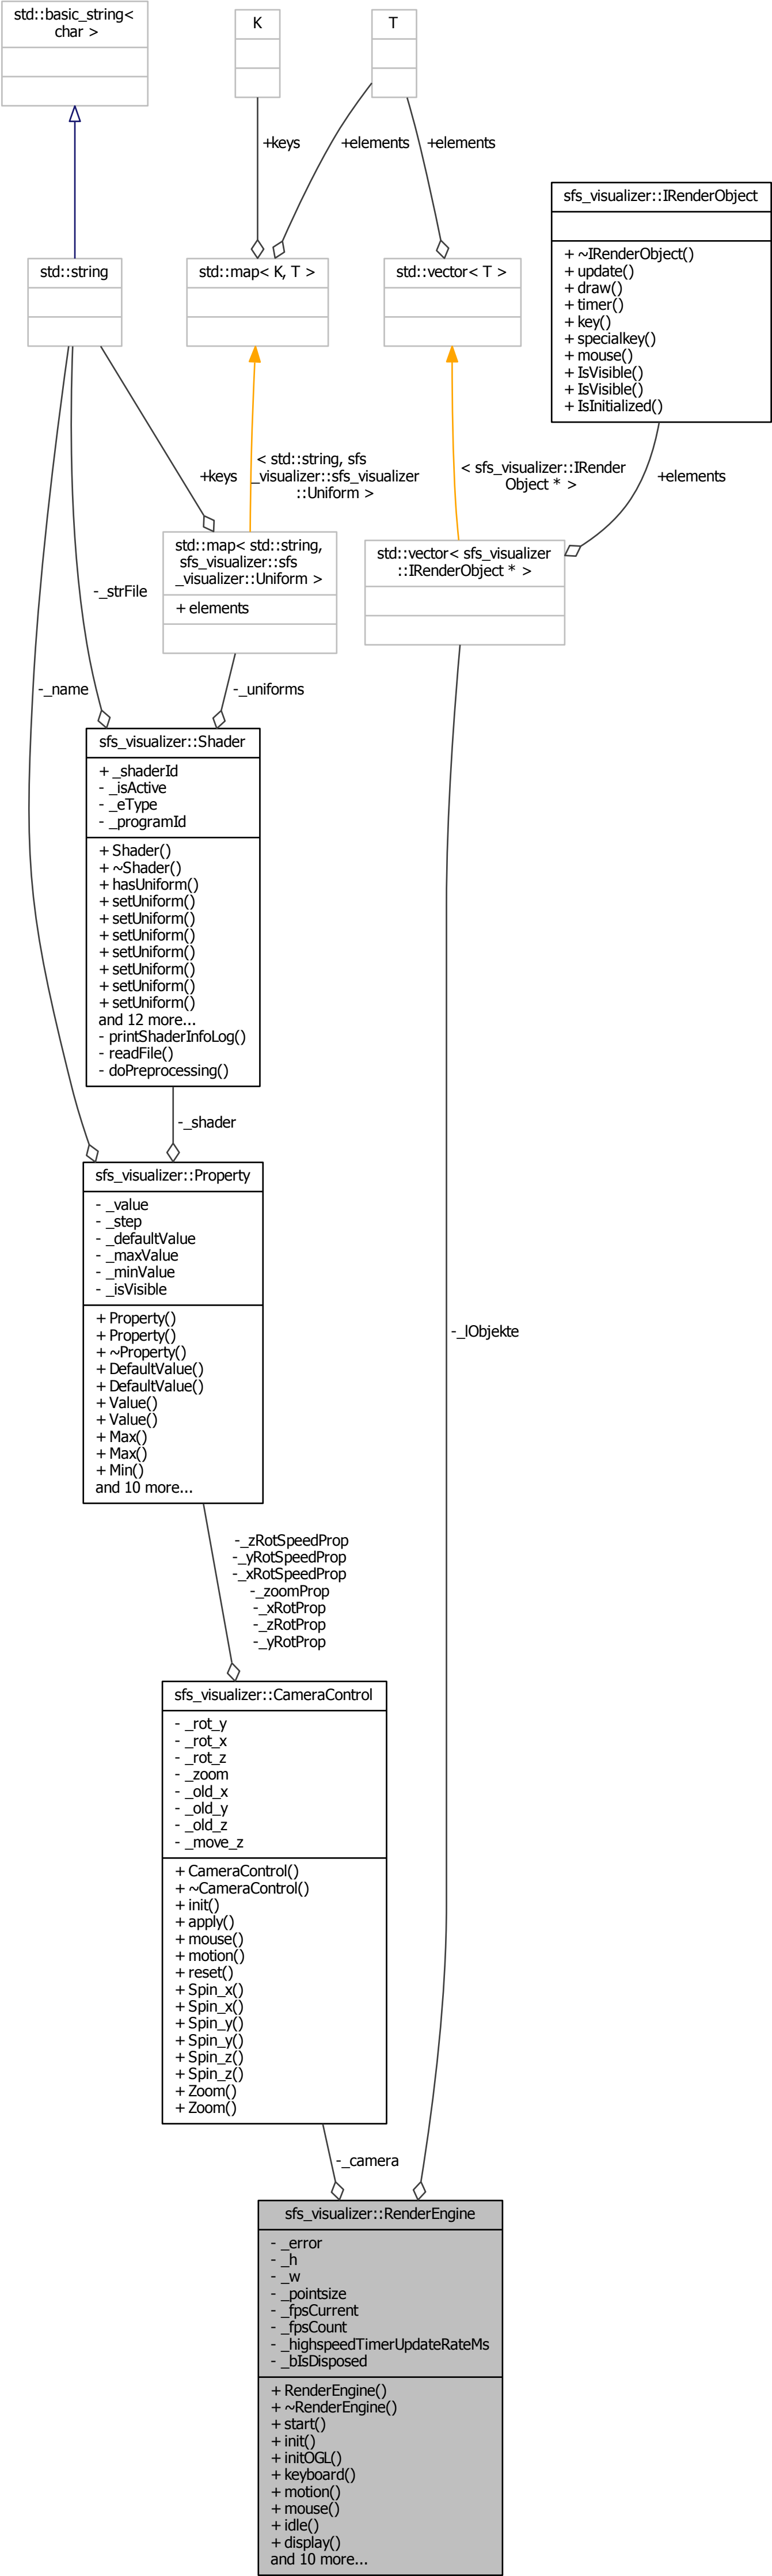 std::basic_string<
char >
K
T
+keys
+elements
+elements
sfs_visualizer::IRenderObject
+ ~IRenderObject()
+ update()
+ draw()
+ timer()
+ key()
+ specialkey()
+ mouse()
+ IsVisible()
+ IsVisible()
+ IsInitialized()
std::string
std::map< K, T >
std::vector< T >
+keys
< std::string, sfs
_visualizer::sfs_visualizer
::Uniform >
< sfs_visualizer::IRender
Object * >
+elements
std::map< std::string,
sfs_visualizer::sfs
_visualizer::Uniform >
+ elements
std::vector< sfs_visualizer
::IRenderObject * >
-_strFile
-_name
-_uniforms
sfs_visualizer::Shader
+ _shaderId
- _isActive
- _eType
- _programId
+ Shader()
+ ~Shader()
+ hasUniform()
+ setUniform()
+ setUniform()
+ setUniform()
+ setUniform()
+ setUniform()
+ setUniform()
+ setUniform()
and 12 more...
- printShaderInfoLog()
- readFile()
- doPreprocessing()
-_shader
sfs_visualizer::Property
- _value
- _step
- _defaultValue
- _maxValue
- _minValue
- _isVisible
+ Property()
+ Property()
+ ~Property()
+ DefaultValue()
+ DefaultValue()
+ Value()
+ Value()
+ Max()
+ Max()
+ Min()
and 10 more...
-_lObjekte
-_zRotSpeedProp
-_yRotSpeedProp
-_xRotSpeedProp
-_zoomProp
-_xRotProp
-_zRotProp
-_yRotProp
sfs_visualizer::CameraControl
- _rot_y
- _rot_x
- _rot_z
- _zoom
- _old_x
- _old_y
- _old_z
- _move_z
+ CameraControl()
+ ~CameraControl()
+ init()
+ apply()
+ mouse()
+ motion()
+ reset()
+ Spin_x()
+ Spin_x()
+ Spin_y()
+ Spin_y()
+ Spin_z()
+ Spin_z()
+ Zoom()
+ Zoom()
-_camera
sfs_visualizer::RenderEngine
- _error
- _h
- _w
- _pointsize
- _fpsCurrent
- _fpsCount
- _highspeedTimerUpdateRateMs
- _bIsDisposed
+ RenderEngine()
+ ~RenderEngine()
+ start()
+ init()
+ initOGL()
+ keyboard()
+ motion()
+ mouse()
+ idle()
+ display()
and 10 more...